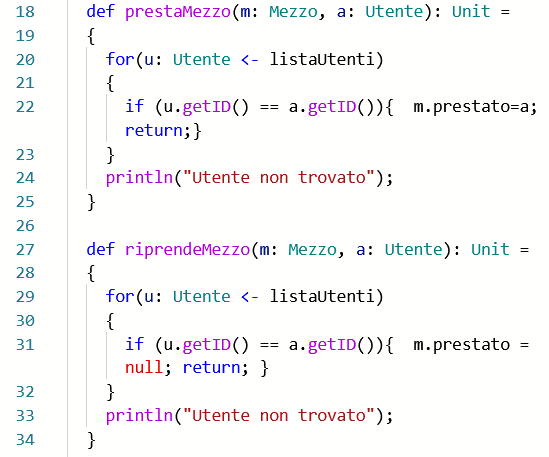 18 def prestaMezzo(m: Mezzo, a: Utente): Unit =
19 {
20 for(u: Utente <- listaUtenti)
21 {
22 if (u.getID() == a.getID()){  m.prestato=a;
return;}
23 }
24 println("Utente non trovato");
25 }
26
27 def riprendeMezzo(m: Mezzo, a: Utente): Unit =
28 {
29 for(u: Utente <- listaUtenti)
30 {
31 if (u.getID() == a.getID()){  m.prestato =
null; return; }
32 }
33 println("Utente non trovato");
34 }